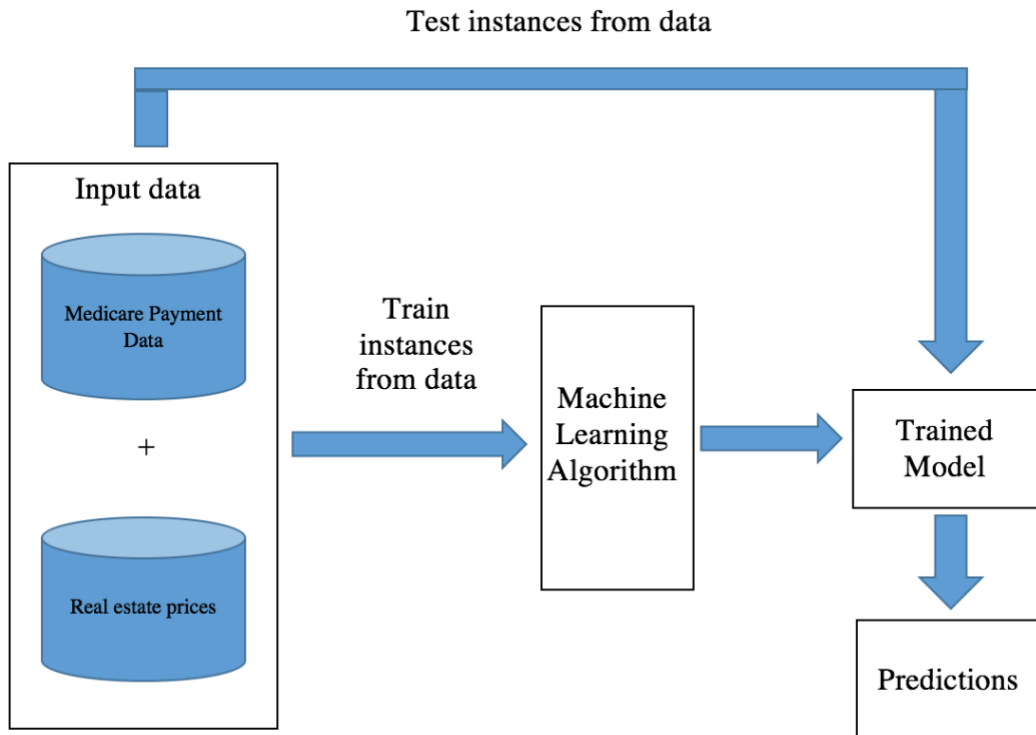 Test instances from data
Input data
Medicare Payment
Data
+
Real estate prices
Train
instances
from data
Machine
Learning
Algorithm
Trained
Model
Predictions